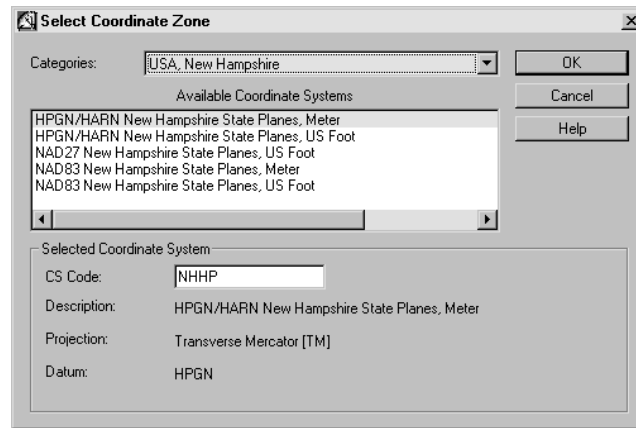 Select Coordinate Zone
Categories: USA, New Hampshire OK
Available Coordinate Systems Cancel
HPGN/HARN New Hampshire State Planes, Meter Help
HPGN/HARN New Hampshire State Planes, US Foot
NAD27 New Hampshire State Planes, US Foot
NAD83 New Hampshire State Planes, Meter
NAD83 New Hampshire State Planes, US Foot
Selected Coordinate System
CS Code: NHHP
Description: HPGN/HARN New Hampshire State Planes, Meter
Projection: Transverse Mercator [TM]
Datum: HPGN